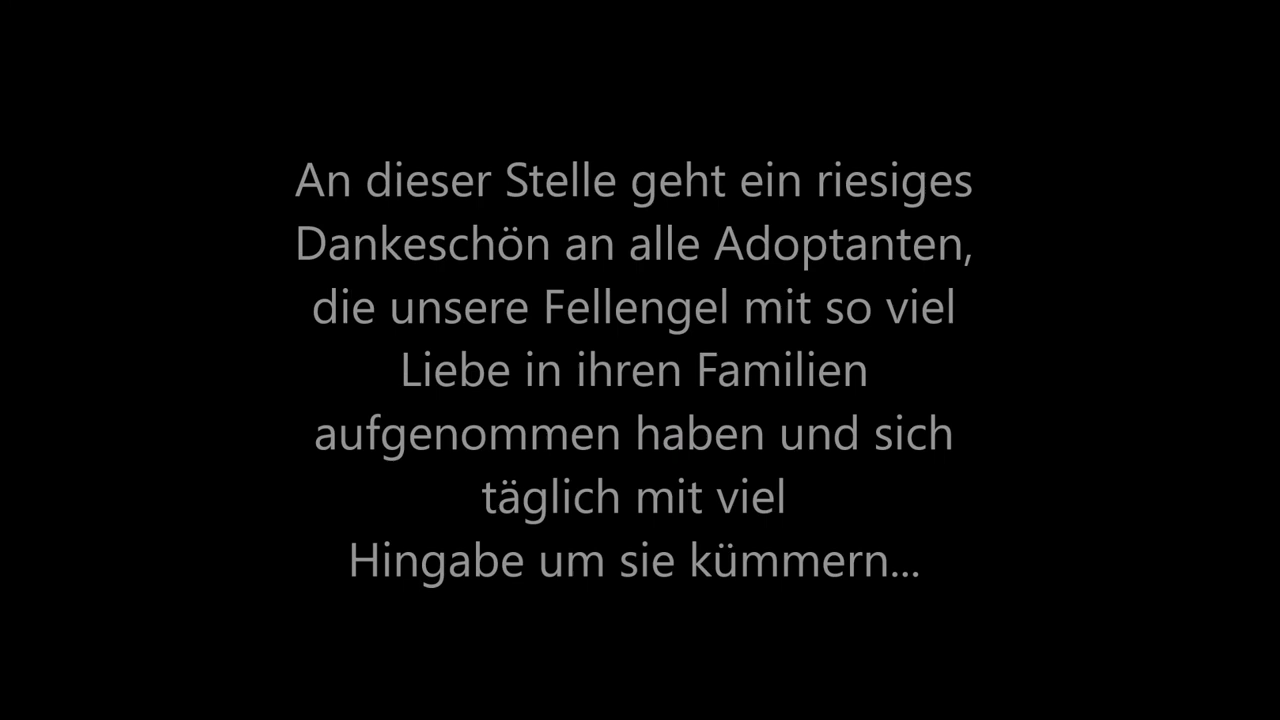 An dieser Stelle geht ein riesiges
Dankeschön an alle Adoptanten,
die unsere Fellengel mit so viel
Liebe in ihren Familien
aufgenommen haben und sich
täglich mit viel
Hingabe um sie kümmern...